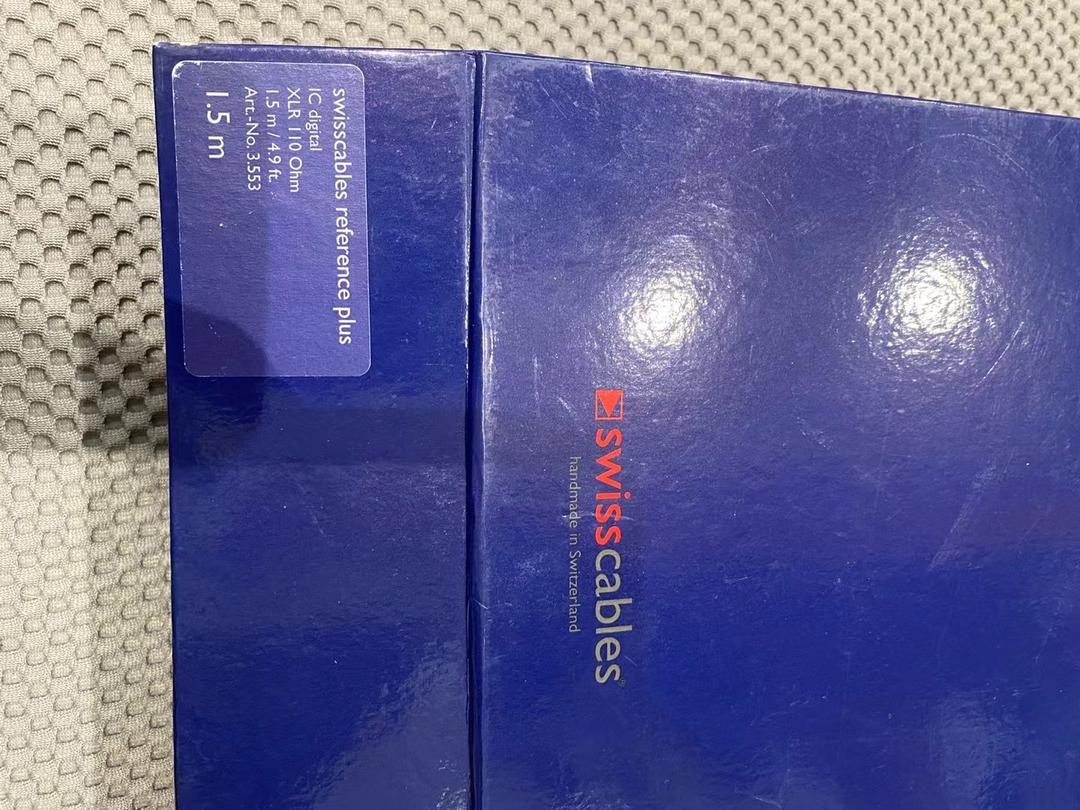 swisscables reference plus
IC digital
XLR 110 Ohm
1.5 m / 4.9 ft.
Art.-No. 3.553
1.5 m
swisscables®
handmade in Switzerland